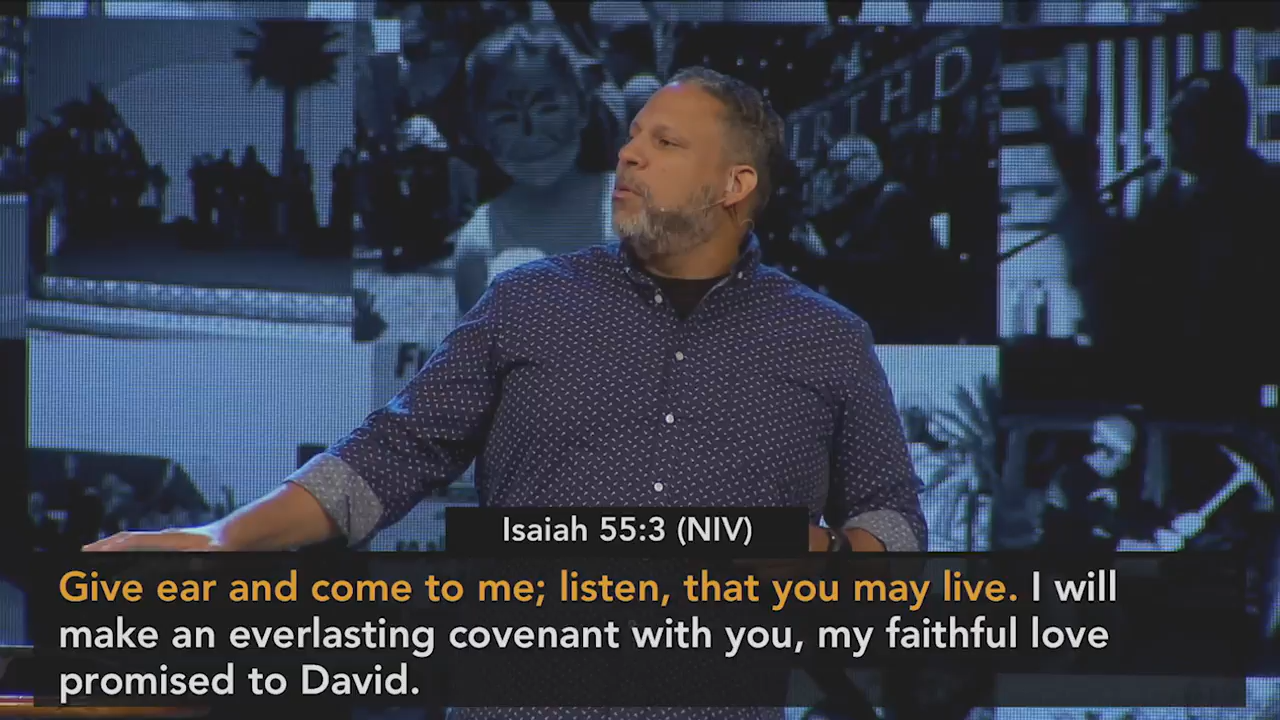 Isaiah 55:3 (NIV)
Give ear and come to me; listen, that you may live. I will
make an everlasting covenant with you, my faithful love
promised to David.